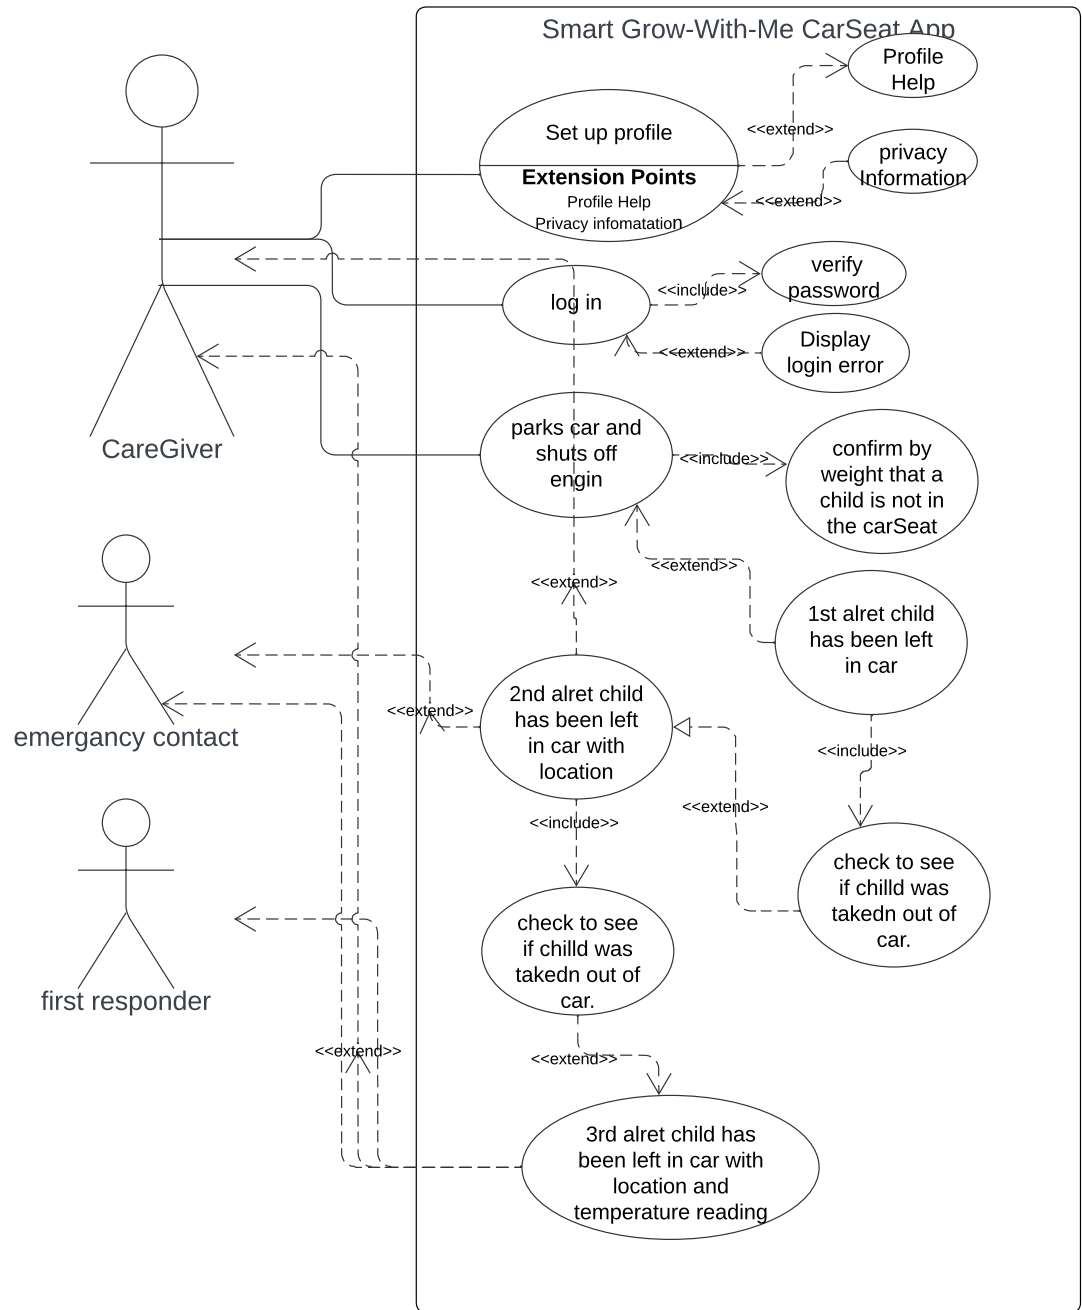 Smart Grow-With-Me CarSeat App
Profile
Help
<<extend>>
Set up profile
Extension Points
Profile Help
Privacy infomatation
privacy
Information
<<extend>>
log in
<<include>>
verify
password
<<extend>>
Display
login error
CareGiver
parks car and
shuts off
engin
<<include>>
confirm by
weight that a
child is not in
the carSeat
<<extend>>
<<extend>>
1st alret child
has been left
in car
emergancy contact
<<extend>>
2nd alret child
has been left
in car with
location
<<include>>
<<extend>>
<<include>>
check to see
if chilld was
takedn out of
car.
check to see
if chilld was
takedn out of
car.
first responder
<<extend>>
<<extend>>
3rd alret child has
been left in car with
location and
temperature reading